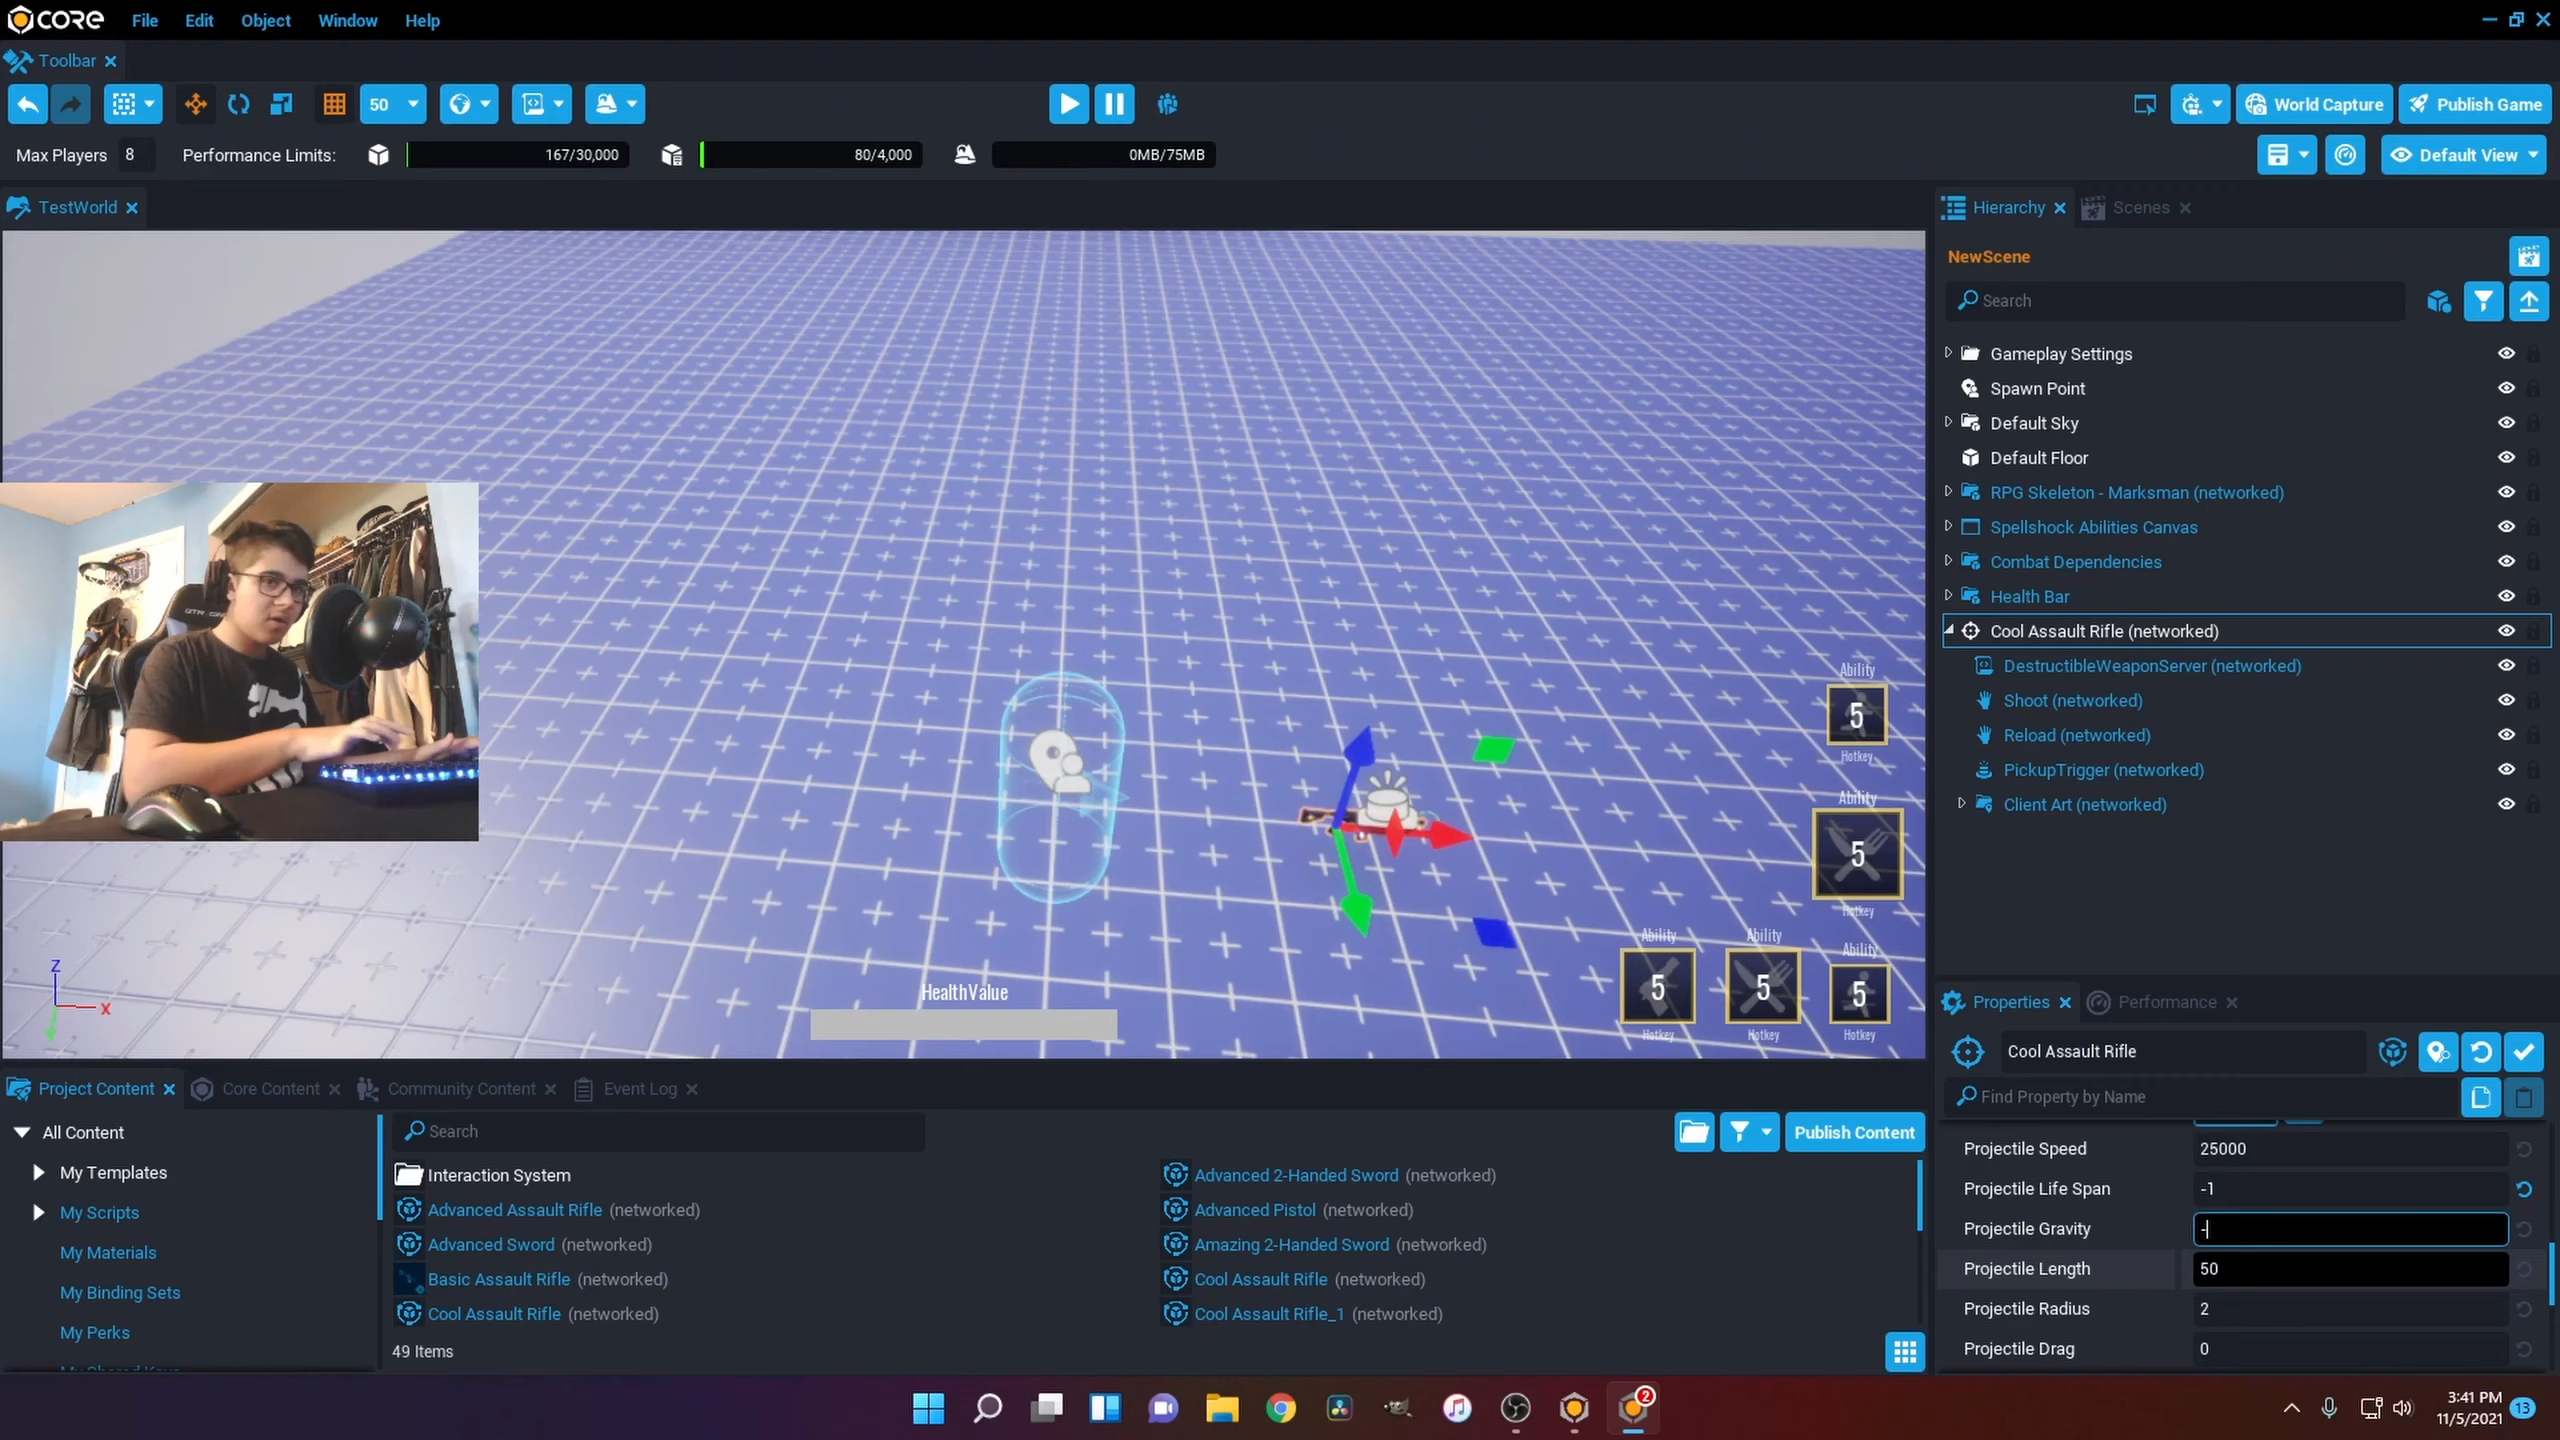 CORE File Edit Object Window Help
Toolbar
50 World Capture Publish Game
Max Players 8 Performance Limits: 167/30,000 80/4,000 0MB/75MB Default View
TestWorld
Hierarchy Scenes
NewScene
Search
Gameplay Settings
Spawn Point
Default Sky
Default Floor
RPG Skeleton - Marksman (networked)
Spellshock Abilities Canvas
Combat Dependencies
Health Bar
Cool Assault Rifle (networked)
DestructibleWeaponServer (networked)
Shoot (networked)
Reload (networked)
PickupTrigger (networked)
Client Art (networked)
Ability
5
Hotkey
Ability
5
Hotkey
Ability Ability Ability
5 5 5
Hotkey Hotkey Hotkey
HealthValue
Z
X
Properties Performance
Cool Assault Rifle
Find Property by Name
Projectile Speed 25000
Projectile Life Span -1
Projectile Gravity -
Projectile Length 50
Projectile Radius 2
Projectile Drag 0
Project Content Core Content Community Content Event Log
All Content
My Templates
My Scripts
My Materials
My Binding Sets
My Perks
Search
Publish Content
Interaction System Advanced 2-Handed Sword (networked)
Advanced Assault Rifle (networked) Advanced Pistol (networked)
Advanced Sword (networked) Amazing 2-Handed Sword (networked)
Basic Assault Rifle (networked) Cool Assault Rifle (networked)
Cool Assault Rifle (networked) Cool Assault Rifle_1 (networked)
49 Items
2
3:41 PM
11/5/2021
13